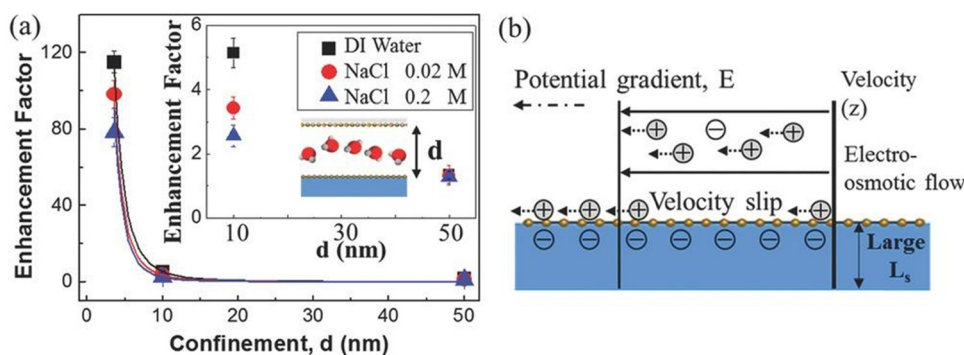 (a)
Enhancement Factor
120
80
40
0
0
10
20
30
40
50
Confinement, d (nm)
Enhancement Factor
6
4
2
0
10
30
50
d (nm)
DI Water
NaCl 0.02 M
NaCl 0.2 M
d
(b)
Potential gradient, E
Velocity
(z)
Electro-
osmotic flow
Velocity slip
Large
Ls